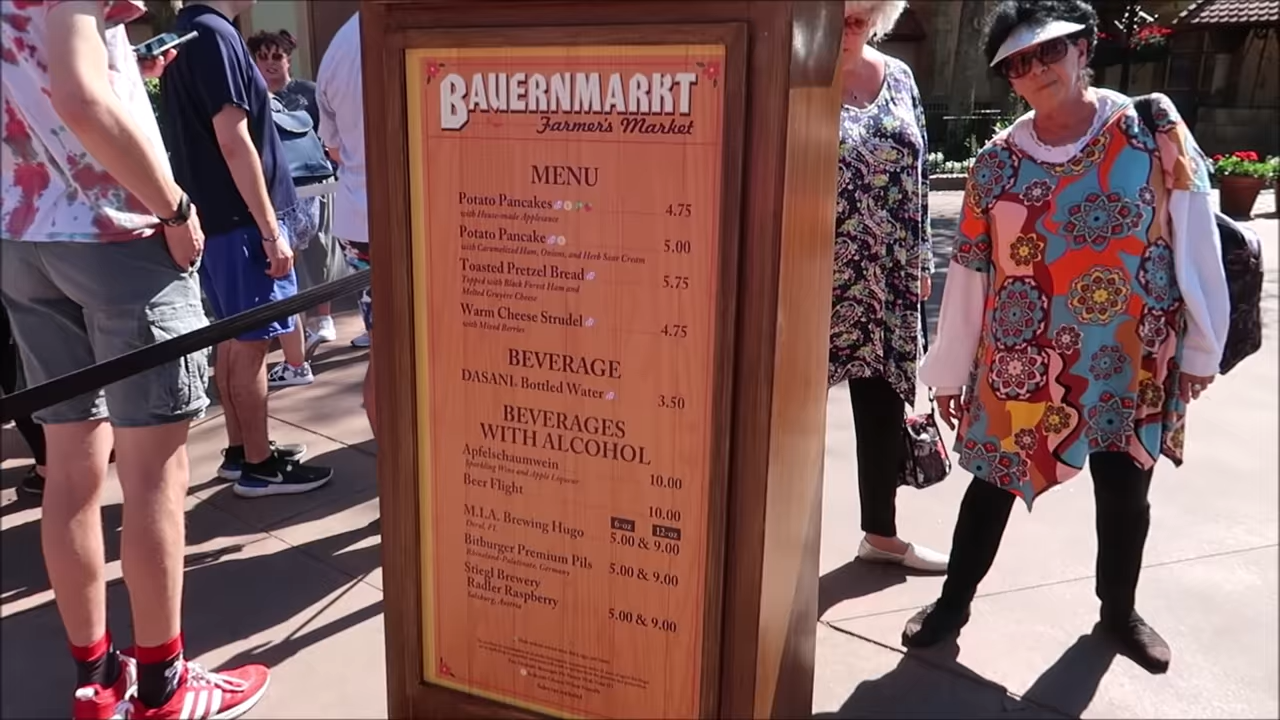 BAUERNMARKT
Farmer's Market
MENU
Potato Pancakes 4.75
with House-made Applesauce
Potato Pancake 5.00
with Caramelized Ham, Onions, and Herb Sour Cream
Toasted Pretzel Bread 5.75
Topped with Black Forest Ham and
Melted Gruyère Cheese
Warm Cheese Strudel 4.75
with Mixed Berries
BEVERAGE
DASANI® Bottled Water 3.50
BEVERAGES
WITH ALCOHOL
Apfelschaumwein 10.00
Sparkling Wine and Apple Liqueur
Beer Flight 10.00
6-oz 12-oz
M.I.A. Brewing Hugo 5.00 & 9.00
Doral, FL
Bitburger Premium Pils 5.00 & 9.00
Rhineland-Palatinate, Germany
Stiegl Brewery
Radler Raspberry 5.00 & 9.00
Salzburg, Austria